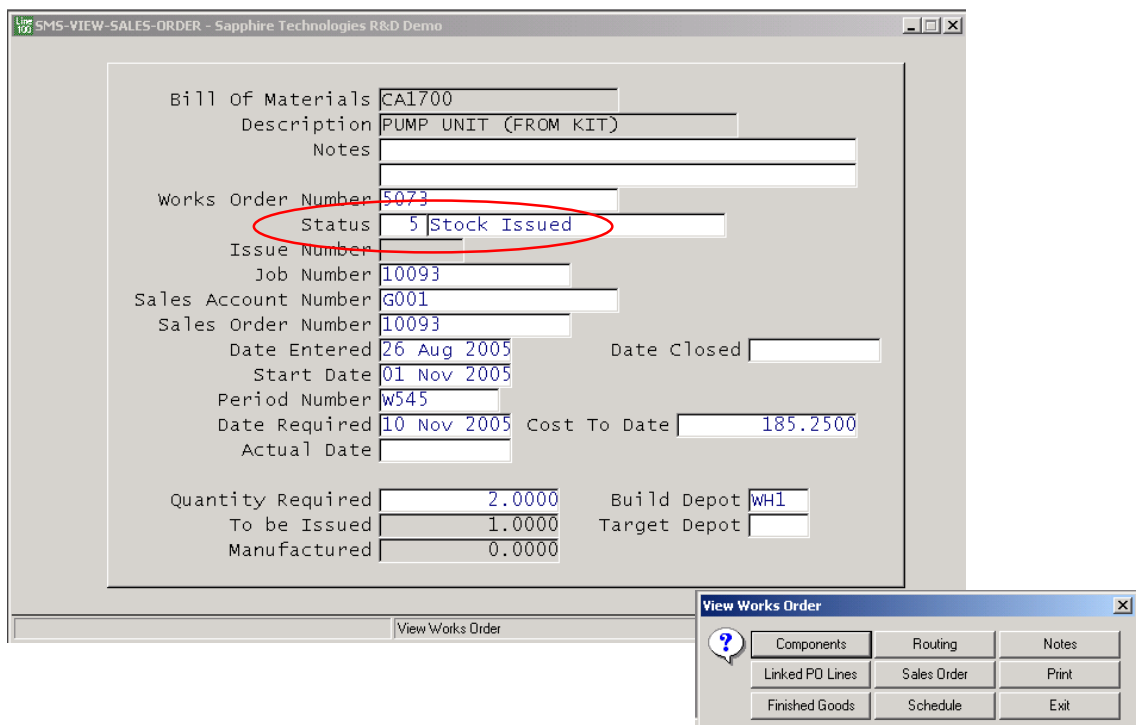 Line 100 SMS-VIEW-SALES-ORDER - Sapphire Technologies R&D Demo
Bill Of Materials CA1700
Description PUMP UNIT (FROM KIT)
Notes
Works Order Number 5073
Status 5 Stock Issued
Issue Number
Job Number 10093
Sales Account Number G001
Sales Order Number 10093
Date Entered 26 Aug 2005 Date Closed
Start Date 01 Nov 2005
Period Number W545
Date Required 10 Nov 2005 Cost To Date 185.2500
Actual Date
Quantity Required 2.0000 Build Depot WH1
To be Issued 1.0000 Target Depot
Manufactured 0.0000
View Works Order
View Works Order
? Components Routing Notes
Linked PO Lines Sales Order Print
Finished Goods Schedule Exit